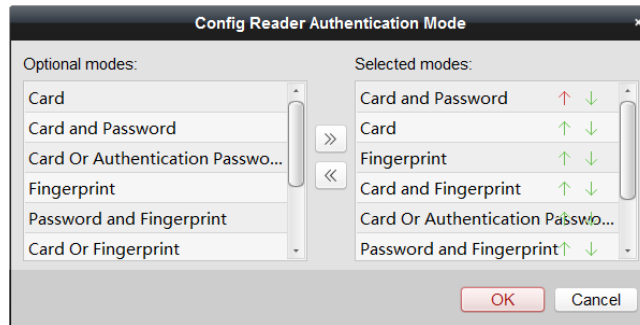 Config Reader Authentication Mode
Optional modes:
Selected modes:
Card
Card and Password
Card Or Authentication Passwo...
Fingerprint
Password and Fingerprint
Card Or Fingerprint
Card and Password
Card
Fingerprint
Card and Fingerprint
Card Or Authentication Passwo...
Password and Fingerprint
OK
Cancel